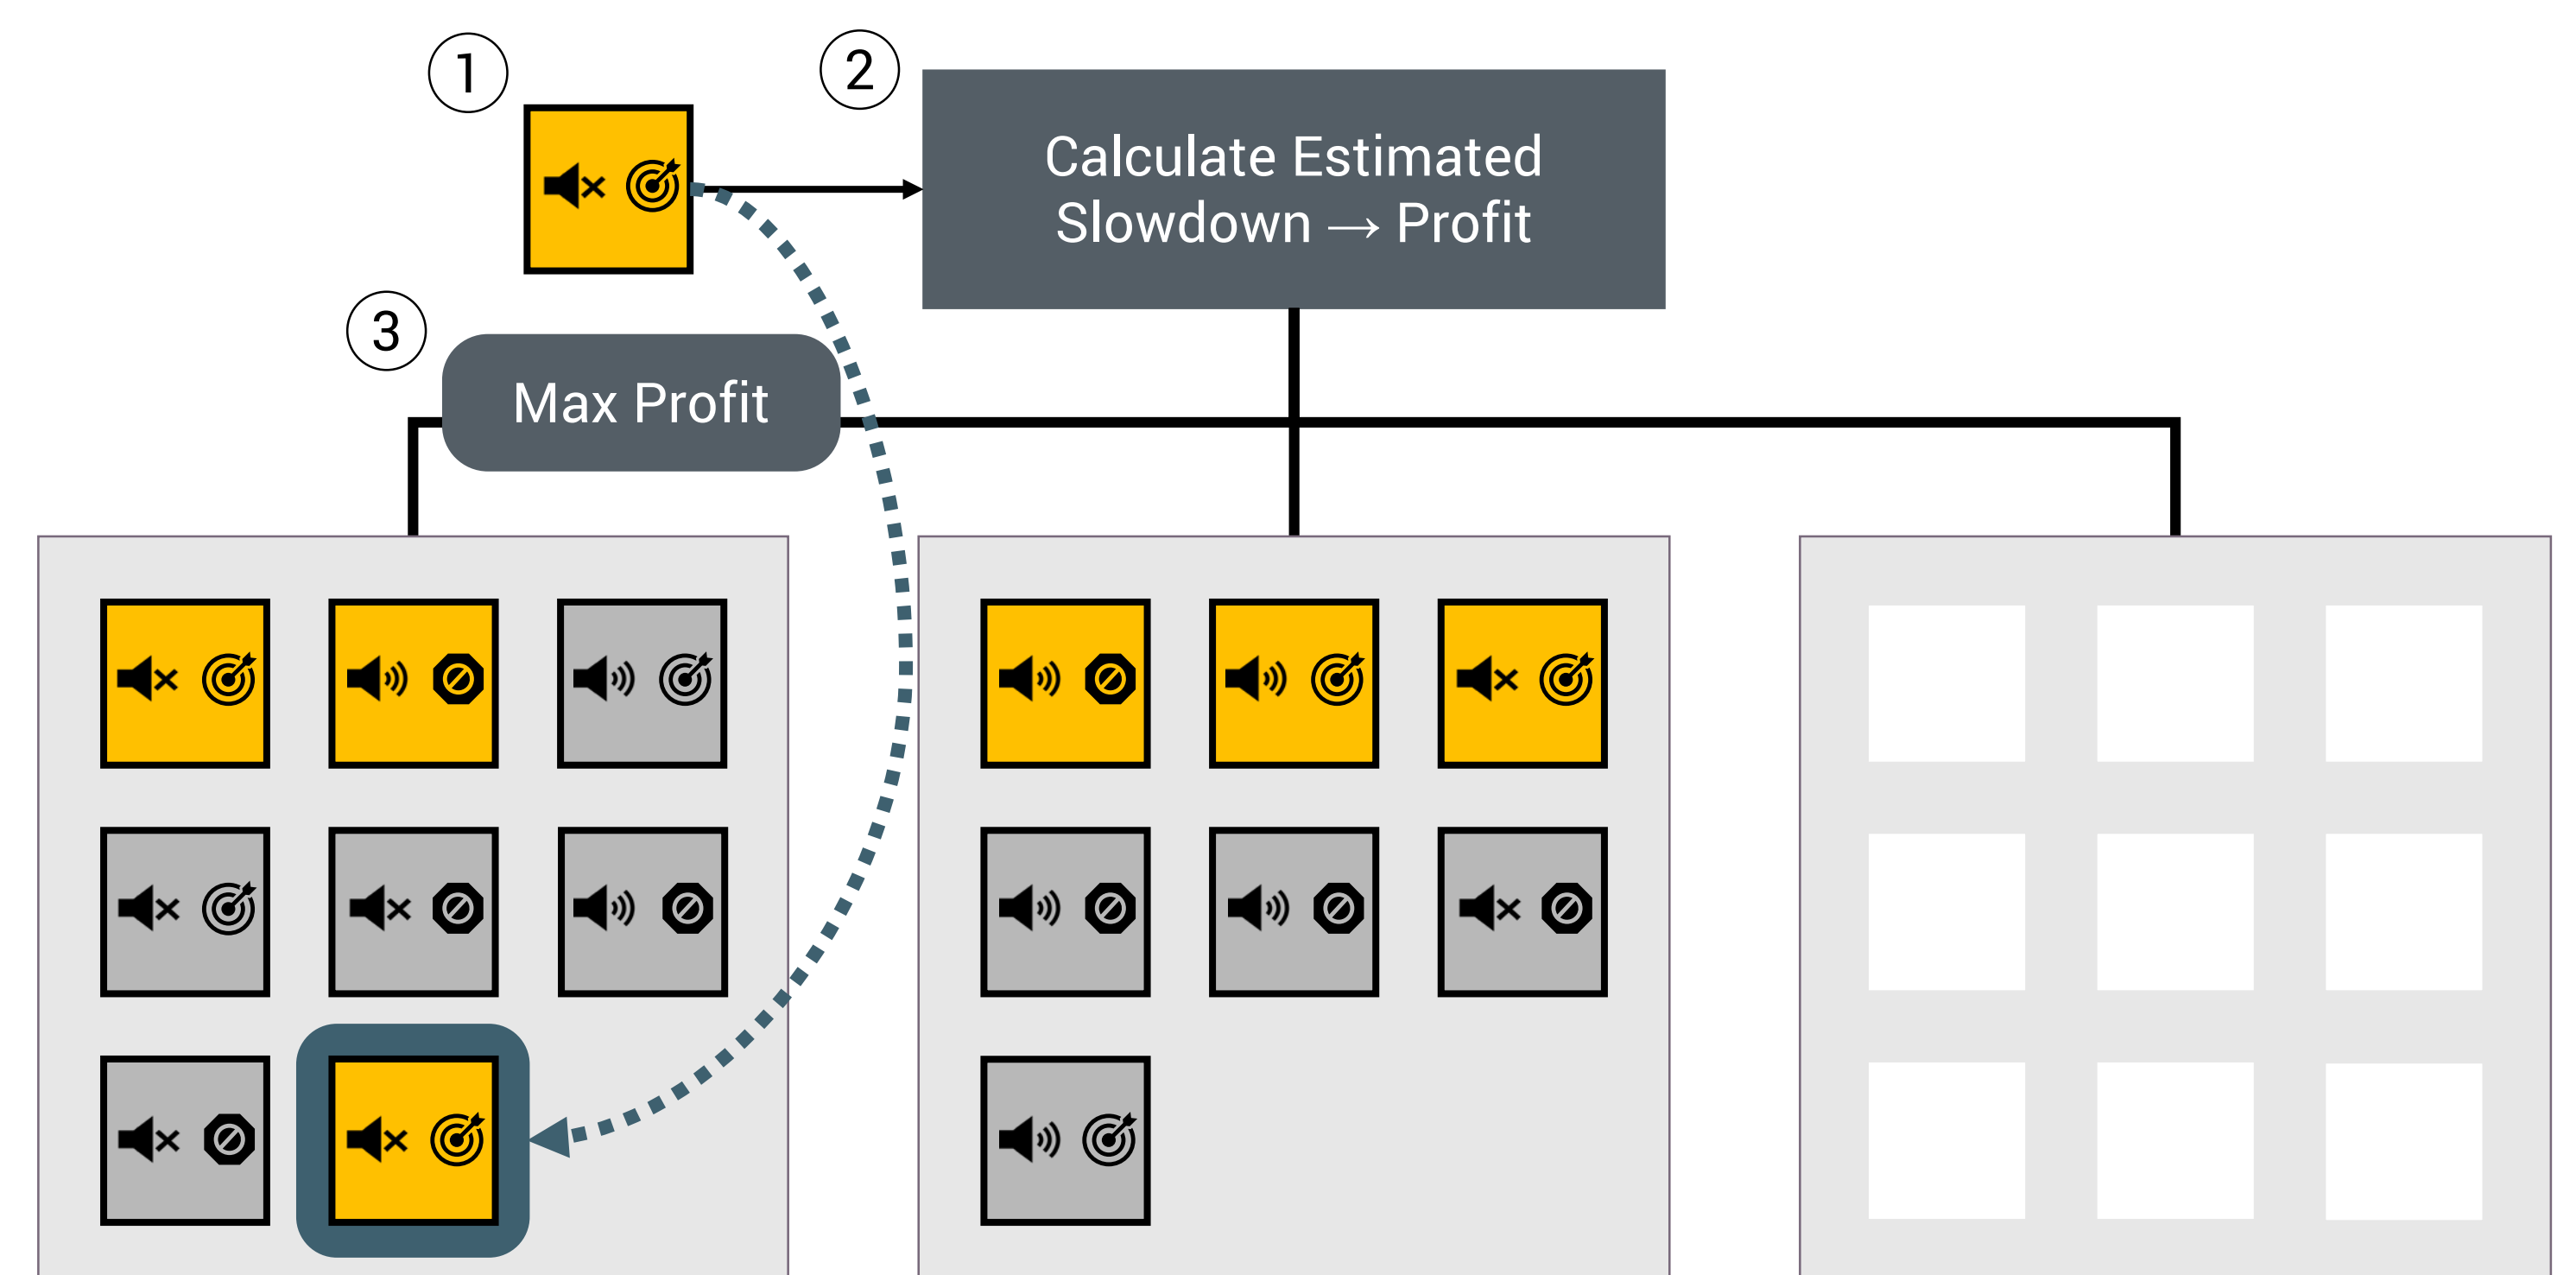 1
2
Calculate Estimated
Slowdown → Profit
3
Max Profit